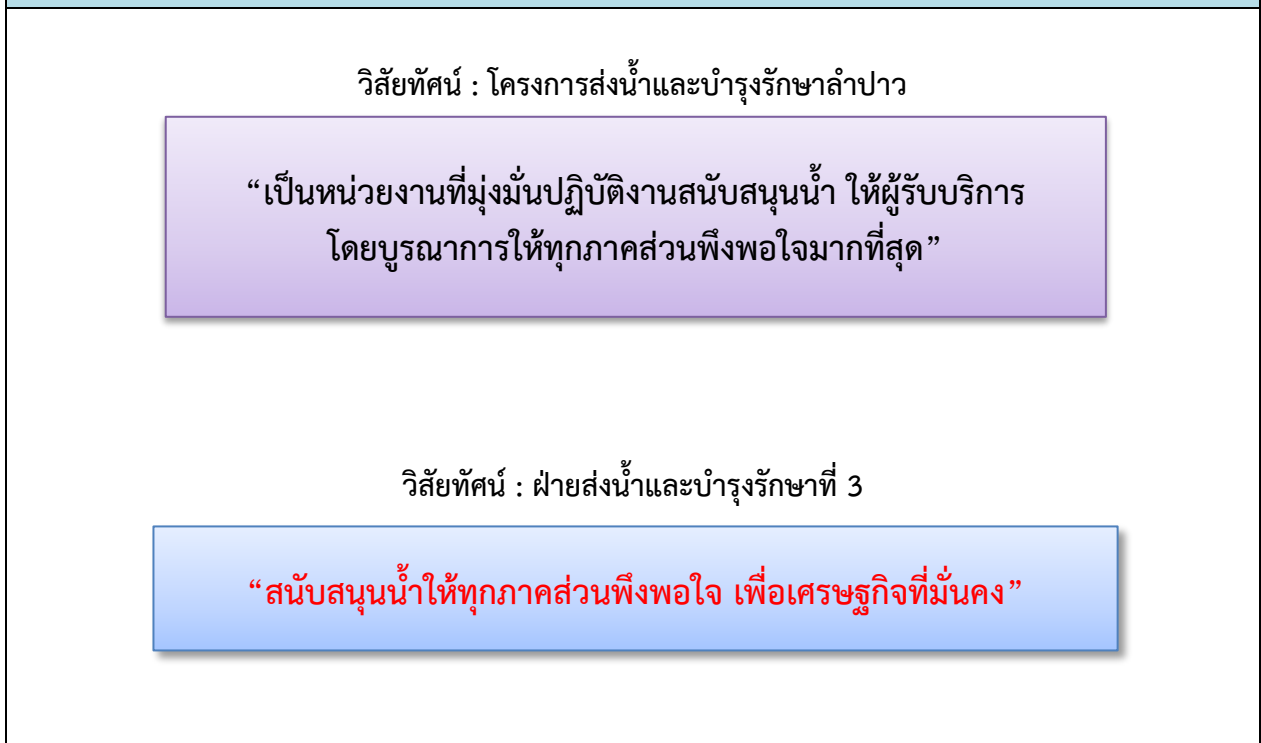 วิสัยทัศน์ : โครงการส่งน้ำและบำรุงรักษาลำปาว
“เป็นหน่วยงานที่มุ่งมั่นปฏิบัติงานสนับสนุนน้ำ ให้ผู้รับบริการ
โดยบูรณาการให้ทุกภาคส่วนพึงพอใจมากที่สุด”
วิสัยทัศน์ : ฝ่ายส่งน้ำและบำรุงรักษาที่ 3
“สนับสนุนน้ำให้ทุกภาคส่วนพึงพอใจ เพื่อเศรษฐกิจที่มั่นคง”